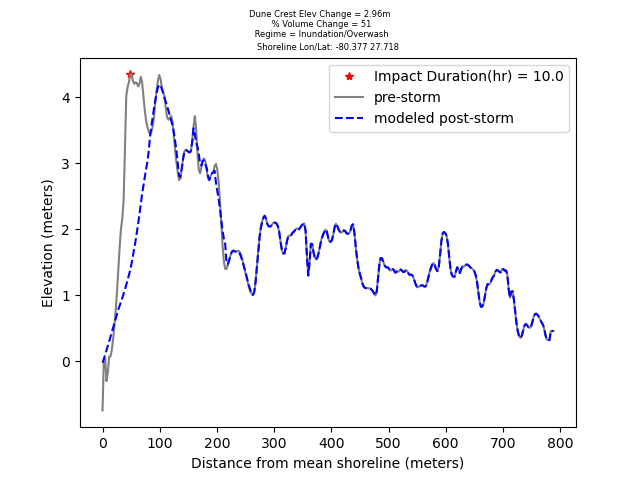 Dune Crest Elev Change = 2.96m
% Volume Change = 51
Regime = Inundation/Overwash
Shoreline Lon/Lat: -80.377 27.718
Impact Duration(hr) = 10.0
pre-storm
modeled post-storm
Elevation (meters)
4
3
2
1
0
0 100 200 300 400 500 600 700 800
Distance from mean shoreline (meters)